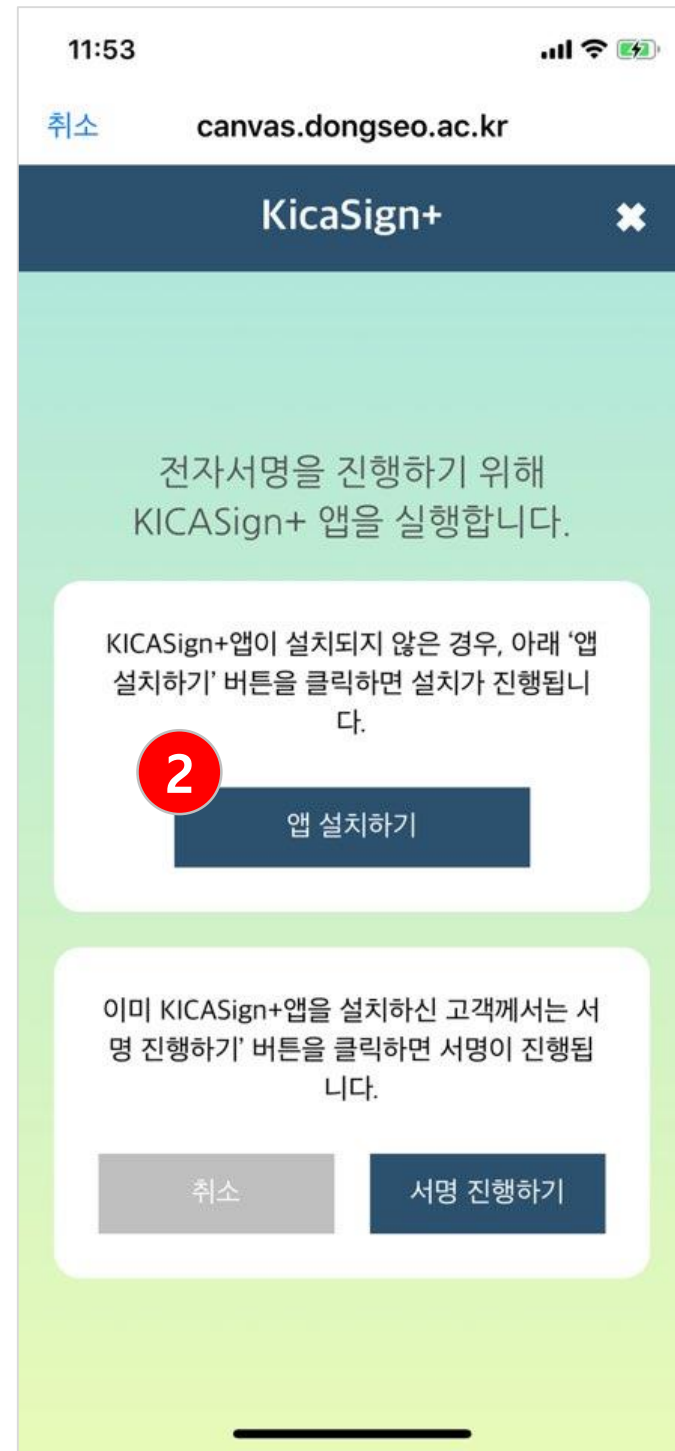 11:53
취소 canvas.dongseo.ac.kr
KicaSign+ ✖
전자서명을 진행하기 위해
KICASign+ 앱을 실행합니다.
KICASign+앱이 설치되지 않은 경우, 아래 ‘앱
설치하기’ 버튼을 클릭하면 설치가 진행됩니
다.
2
앱 설치하기
이미 KICASign+앱을 설치하신 고객께서는 서
명 진행하기’ 버튼을 클릭하면 서명이 진행됩
니다.
취소 서명 진행하기